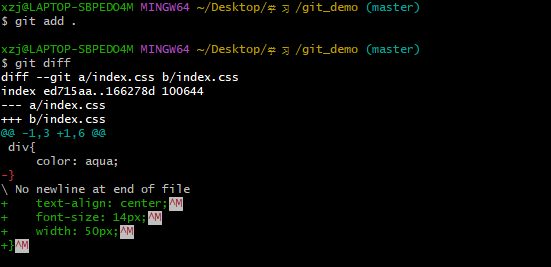 xzj@LAPTOP-SBPEDO4M MINGW64 ~/Desktop/学习/git_demo (master)
$ git add .
xzj@LAPTOP-SBPEDO4M MINGW64 ~/Desktop/学习/git_demo (master)
$ git diff
diff --git a/index.css b/index.css
index ed715aa..166278d 100644
--- a/index.css
+++ b/index.css
@@ -1,3 +1,6 @@
 div{
     color: aqua;
-}
\ No newline at end of file
+    text-align: center;^M
+    font-size: 14px;^M
+    width: 50px;^M
+}^M